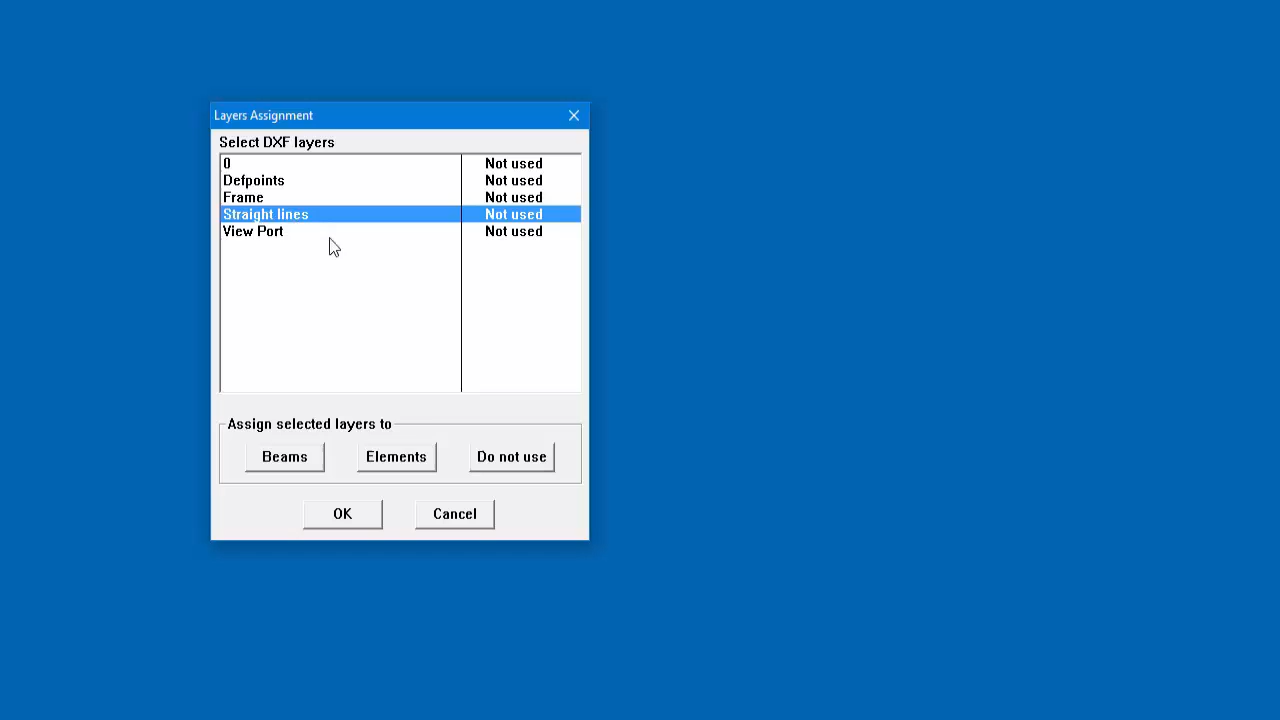 Layers Assignment
Select DXF layers
0 Not used
Defpoints Not used
Frame Not used
Straight lines Not used
View Port Not used
Assign selected layers to
Beams Elements Do not use
OK Cancel